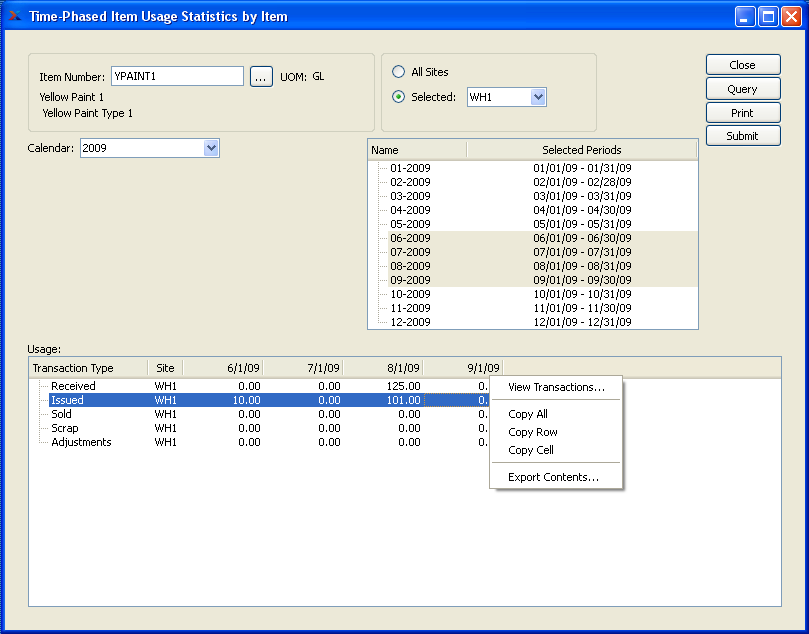 Time-Phased Item Usage Statistics by Item
Item Number: YPAINT1 ... UOM: GL
Yellow Paint 1
Yellow Paint Type 1
All Sites
Selected: WH1
Close
Query
Print
Submit
Calendar: 2009
Name Selected Periods
01-2009 01/01/09 - 01/31/09
02-2009 02/01/09 - 02/28/09
03-2009 03/01/09 - 03/31/09
04-2009 04/01/09 - 04/30/09
05-2009 05/01/09 - 05/31/09
06-2009 06/01/09 - 06/30/09
07-2009 07/01/09 - 07/31/09
08-2009 08/01/09 - 08/31/09
09-2009 09/01/09 - 09/30/09
10-2009 10/01/09 - 10/31/09
11-2009 11/01/09 - 11/30/09
12-2009 12/01/09 - 12/31/09
Usage:
Transaction Type Site 6/1/09 7/1/09 8/1/09 9/1/09
Received WH1 0.00 0.00 125.00 0.
Issued WH1 10.00 0.00 101.00 0.
Sold WH1 0.00 0.00 0.00 0.
Scrap WH1 0.00 0.00 0.00 0.
Adjustments WH1 0.00 0.00 0.00 0.
View Transactions...
Copy All
Copy Row
Copy Cell
Export Contents...